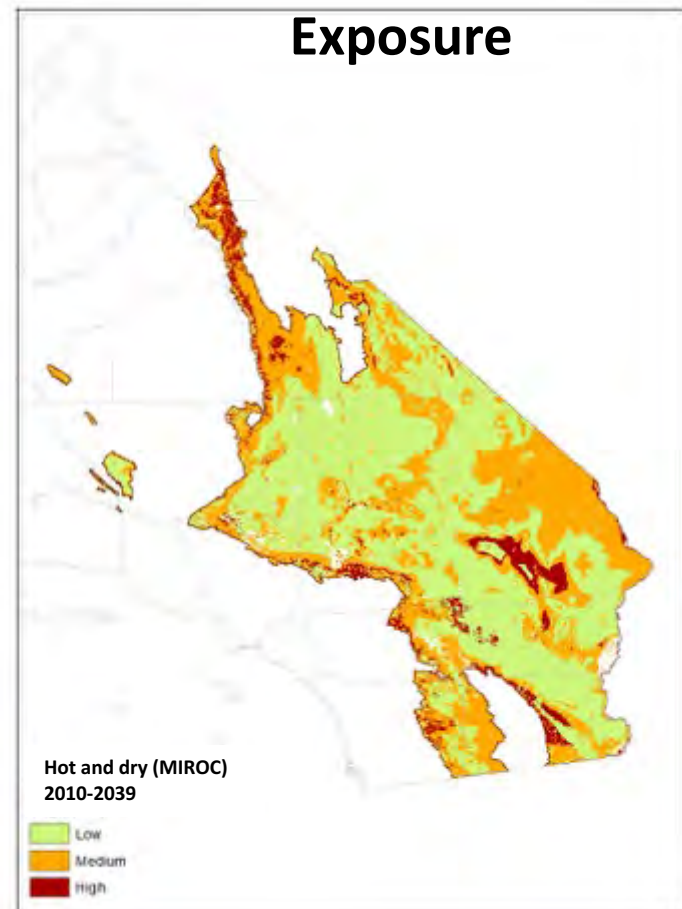 Exposure
Hot and dry (MIROC)
2010-2039
Low
Medium
High